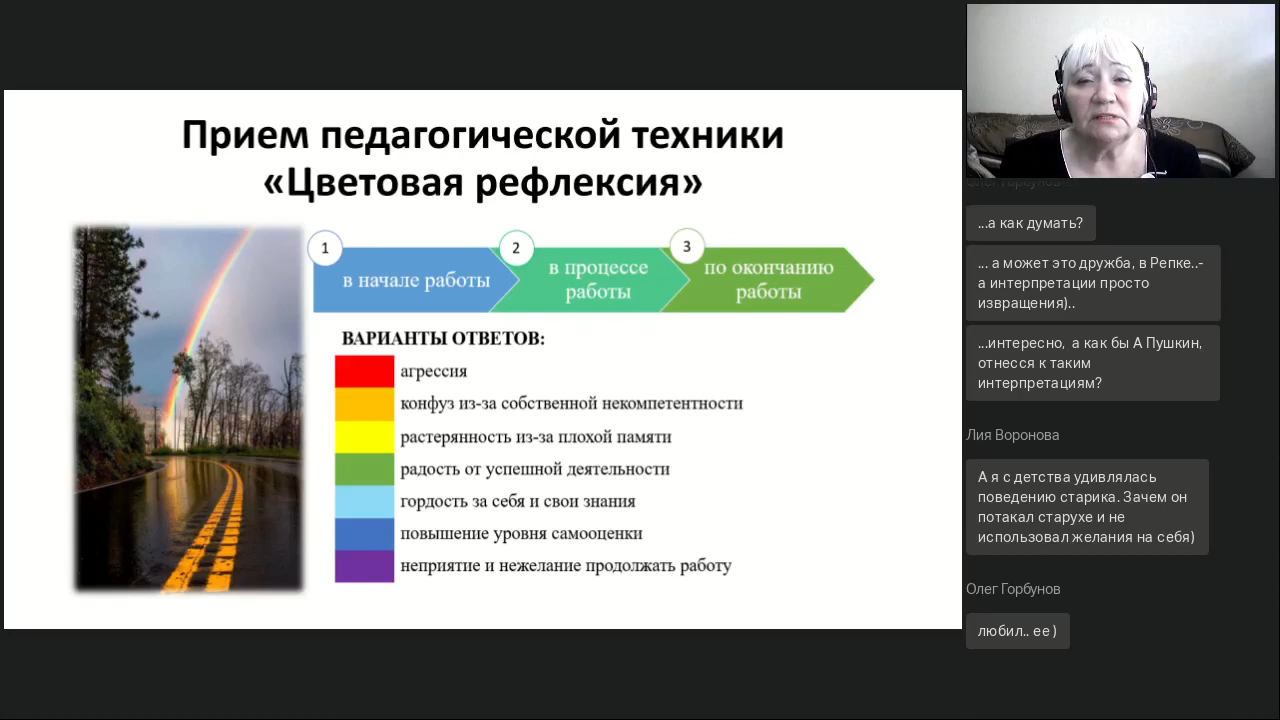 Прием педагогической техники
«Цветовая рефлексия»
1
2
3
в начале работы
в процессе
работы
по окончанию
работы
ВАРИАНТЫ ОТВЕТОВ:
агрессия
конфуз из-за собственной некомпетентности
растерянность из-за плохой памяти
радость от успешной деятельности
гордость за себя и свои знания
повышение уровня самооценки
неприятие и нежелание продолжать работу
...а как думать?
... а может это дружба, в Репке..-
а интерпретации просто
извращения)..
...интересно, а как бы А Пушкин,
отнесся к таким
интерпретациям?
Лия Воронова
А я с детства удивлялась
поведению старика. Зачем он
потакал старухе и не
использовал желания на себя)
Олег Горбунов
любил.. ее )